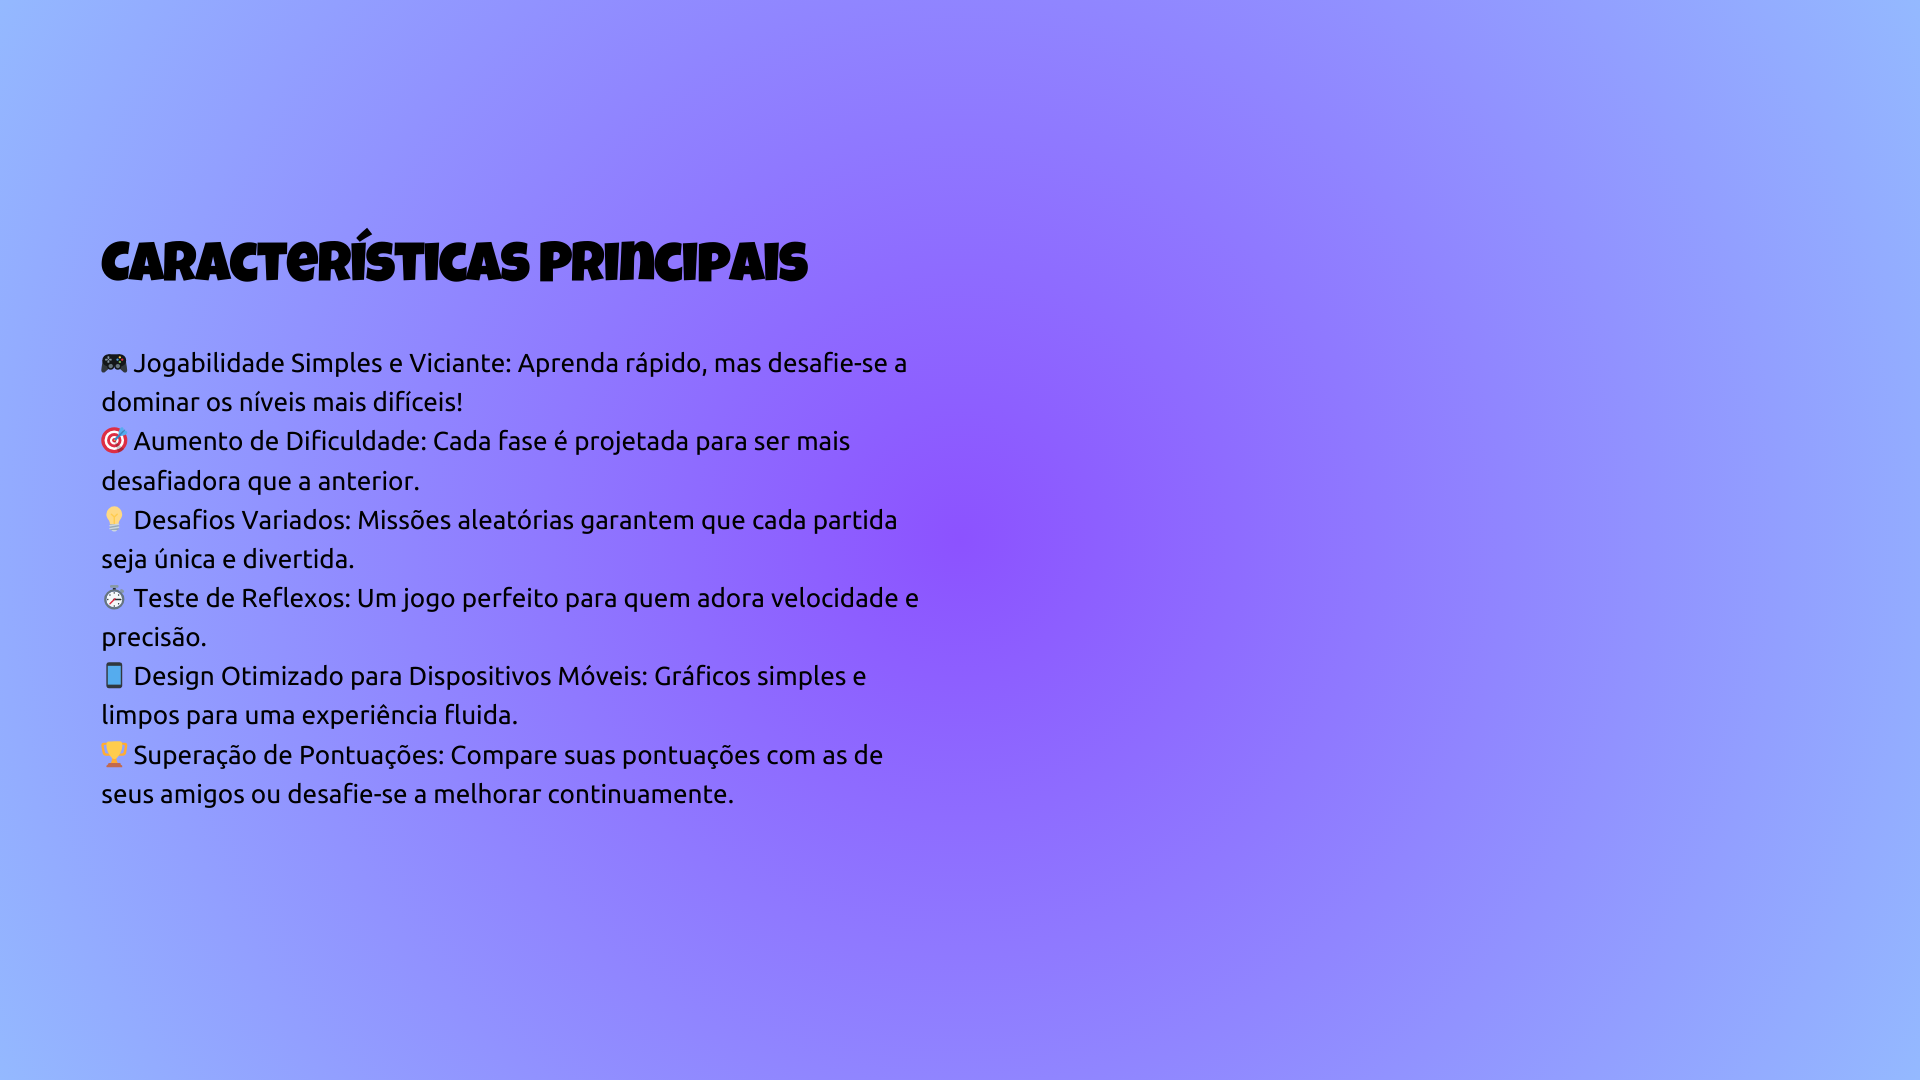 Características Principais
🎮 Jogabilidade Simples e Viciante: Aprenda rápido, mas desafie-se a
dominar os níveis mais difíceis!
🎯 Aumento de Dificuldade: Cada fase é projetada para ser mais
desafiadora que a anterior.
💡 Desafios Variados: Missões aleatórias garantem que cada partida
seja única e divertida.
⏱ Teste de Reflexos: Um jogo perfeito para quem adora velocidade e
precisão.
📱 Design Otimizado para Dispositivos Móveis: Gráficos simples e
limpos para uma experiência fluida.
🏆 Superação de Pontuações: Compare suas pontuações com as de
seus amigos ou desafie-se a melhorar continuamente.